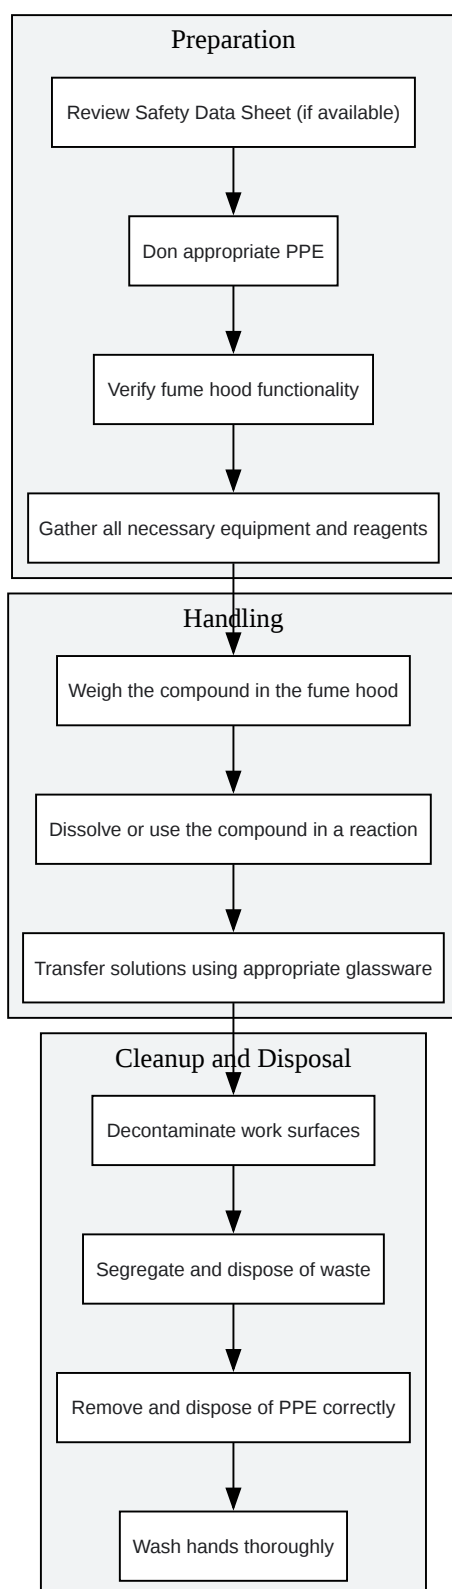 Preparation
Review Safety Data Sheet (if available)
Don appropriate PPE
Verify fume hood functionality
Gather all necessary equipment and reagents
Handling
Weigh the compound in the fume hood
Dissolve or use the compound in a reaction
Transfer solutions using appropriate glassware
Cleanup and Disposal
Decontaminate work surfaces
Segregate and dispose of waste
Remove and dispose of PPE correctly
Wash hands thoroughly